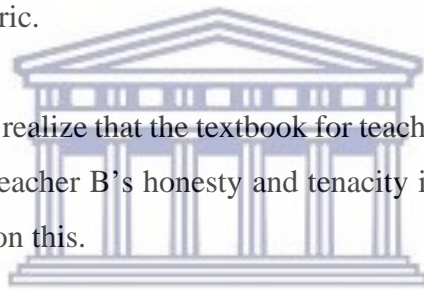 ric.
realize that the textbook for teach
eacher B’s honesty and tenacity i
on this.